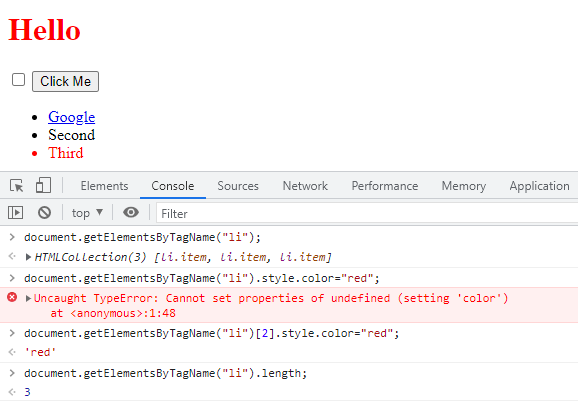 Hello
Click Me
Google
Second
Third
Elements Console Sources Network Performance Memory Application
top Filter
document.getElementsByTagName("li");
HTMLCollection(3) [li.item, li.item, li.item]
document.getElementsByTagName("li").style.color="red";
Uncaught TypeError: Cannot set properties of undefined (setting 'color')
at <anonymous>:1:48
document.getElementsByTagName("li")[2].style.color="red";
'red'
document.getElementsByTagName("li").length;
3